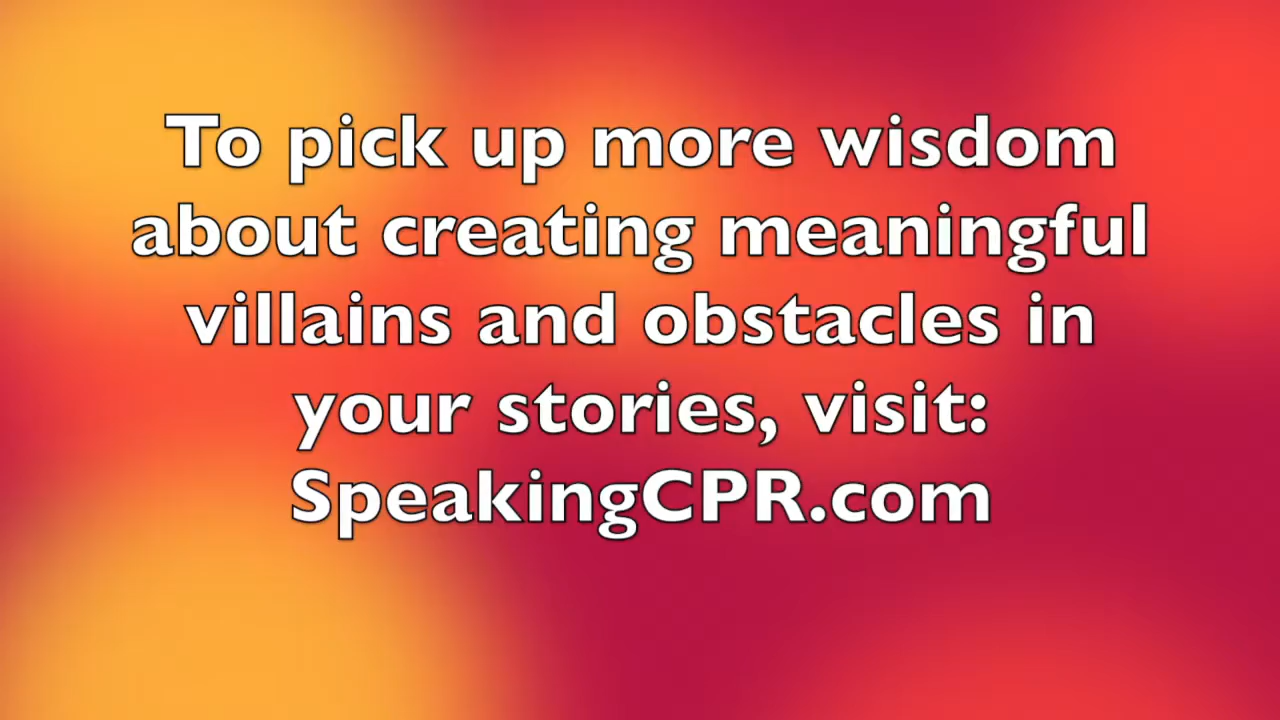 To pick up more wisdom
about creating meaningful
villains and obstacles in
your stories, visit:
SpeakingCPR.com